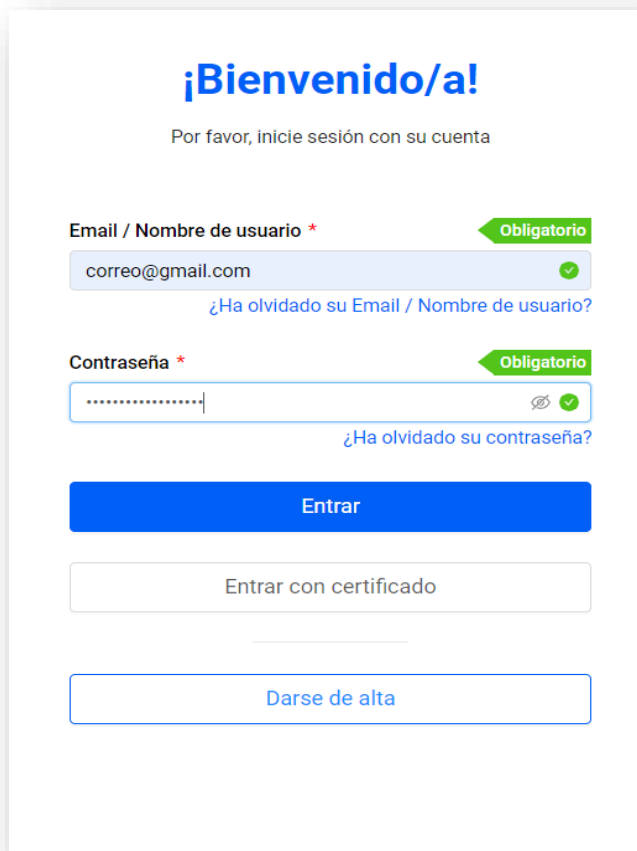 ¡Bienvenido/a!
Por favor, inicie sesión con su cuenta
Email / Nombre de usuario * Obligatorio
correo@gmail.com
¿Ha olvidado su Email / Nombre de usuario?
Contraseña * Obligatorio
••••••••••••••••••
¿Ha olvidado su contraseña?
Entrar
Entrar con certificado
Darse de alta